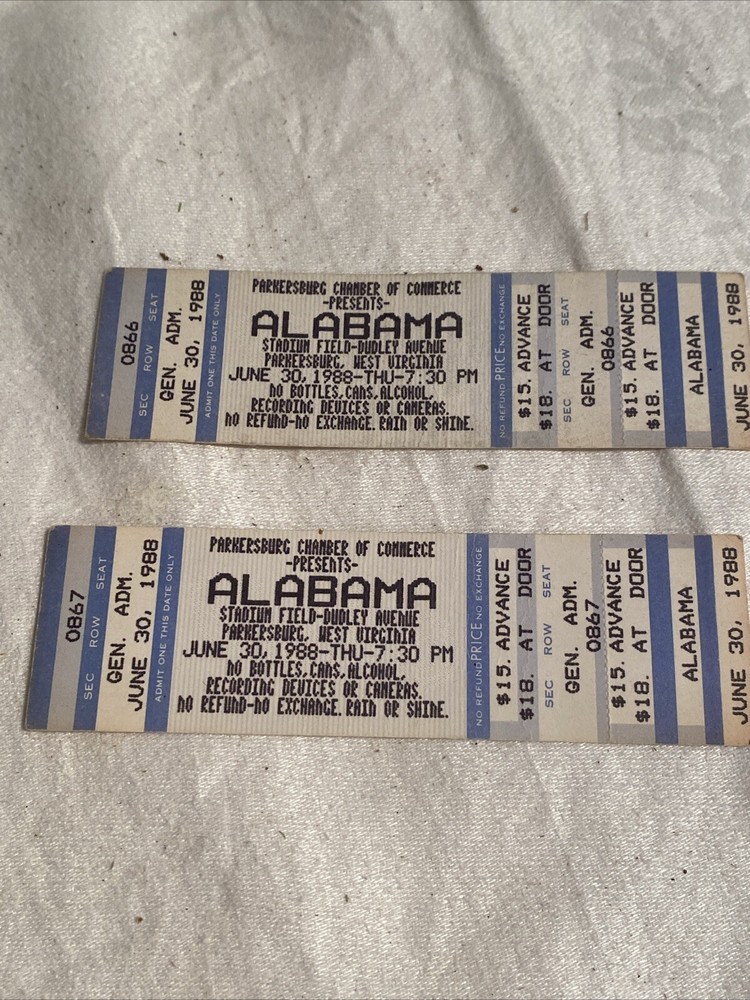 0866
SEC ROW SEAT
GEN. ADM.
JUNE 30, 1988
ADMIT ONE THIS DATE ONLY
PARKERSBURG CHAMBER OF COMMERCE
-PRESENTS-
ALABAMA
STADIUM FIELD-DUDLEY AVENUE
PARKERSBURG, WEST VIRGINIA
JUNE 30, 1988-THU-7:30 PM
NO BOTTLES, CANS, ALCOHOL,
RECORDING DEVICES OR CAMERAS.
NO REFUND-NO EXCHANGE. RAIN OR SHINE.
NO REFUND PRICE NO EXCHANGE
$15. ADVANCE
$18. AT DOOR
SEC ROW SEAT
GEN. ADM.
0866
$15. ADVANCE
$18. AT DOOR
ALABAMA
JUNE 30, 1988
0867
SEC ROW SEAT
GEN. ADM.
JUNE 30, 1988
ADMIT ONE THIS DATE ONLY
PARKERSBURG CHAMBER OF COMMERCE
-PRESENTS-
ALABAMA
STADIUM FIELD-DUDLEY AVENUE
PARKERSBURG, WEST VIRGINIA
JUNE 30, 1988-THU-7:30 PM
NO BOTTLES, CANS, ALCOHOL,
RECORDING DEVICES OR CAMERAS.
NO REFUND-NO EXCHANGE. RAIN OR SHINE.
NO REFUND PRICE NO EXCHANGE
$15. ADVANCE
$18. AT DOOR
SEC ROW SEAT
GEN. ADM.
0867
$15. ADVANCE
$18. AT DOOR
ALABAMA
JUNE 30, 1988